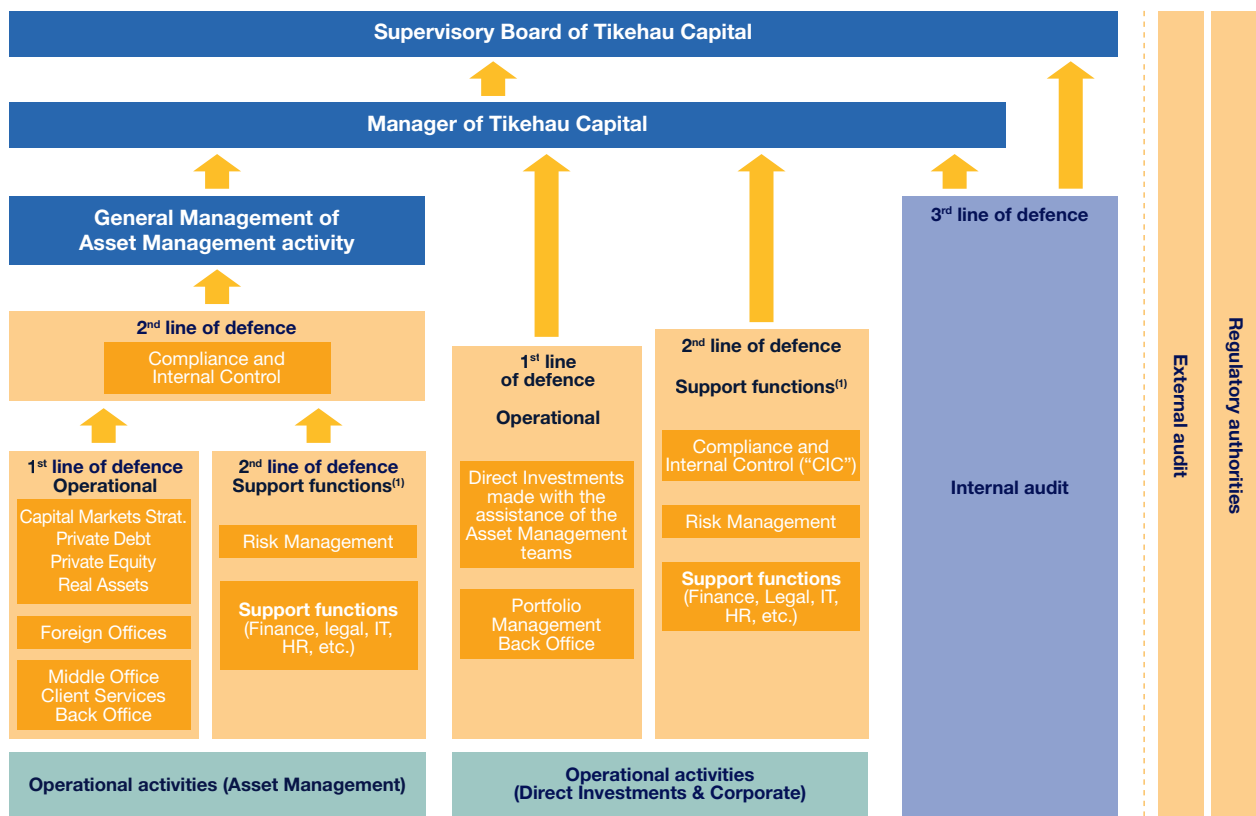 Supervisory Board of Tikehau Capital
Manager of Tikehau Capital
General Management of
Asset Management activity
2nd line of defence
Compliance and
Internal Control
1st line of defence
Operational
Capital Markets Strat.
Private Debt
Private Equity
Real Assets
Foreign Offices
Middle Office
Client Services
Back Office
2nd line of defence
Support functions(1)
Risk Management
Support functions
(Finance, legal, IT,
HR, etc.)
Operational activities (Asset Management)
1st line
of defence
Operational
Direct Investments
made with the
assistance of the
Asset Management
teams
Portfolio
Management
Back Office
2nd line of defence
Support functions(1)
Compliance and
Internal Control (“CIC”)
Risk Management
Support functions
(Finance, Legal, IT,
HR, etc.)
Operational activities
(Direct Investments & Corporate)
3rd line of defence
Internal audit
External audit
Regulatory authorities